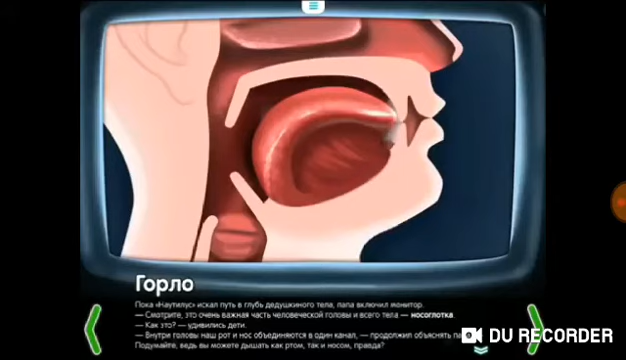 Горло
Пока «Наутилус» искал путь в глубь дедушкиного тела, папа включил монитор.
— Смотрите, это очень важная часть человеческой головы и всего тела — носоглотка.
— Как это? — удивились дети.
— Внутри головы наш рот и нос объединяются в один канал, — продолжил объяснять
Подумайте, ведь вы можете дышать как ртом, так и носом, правда?
DU RECORDER